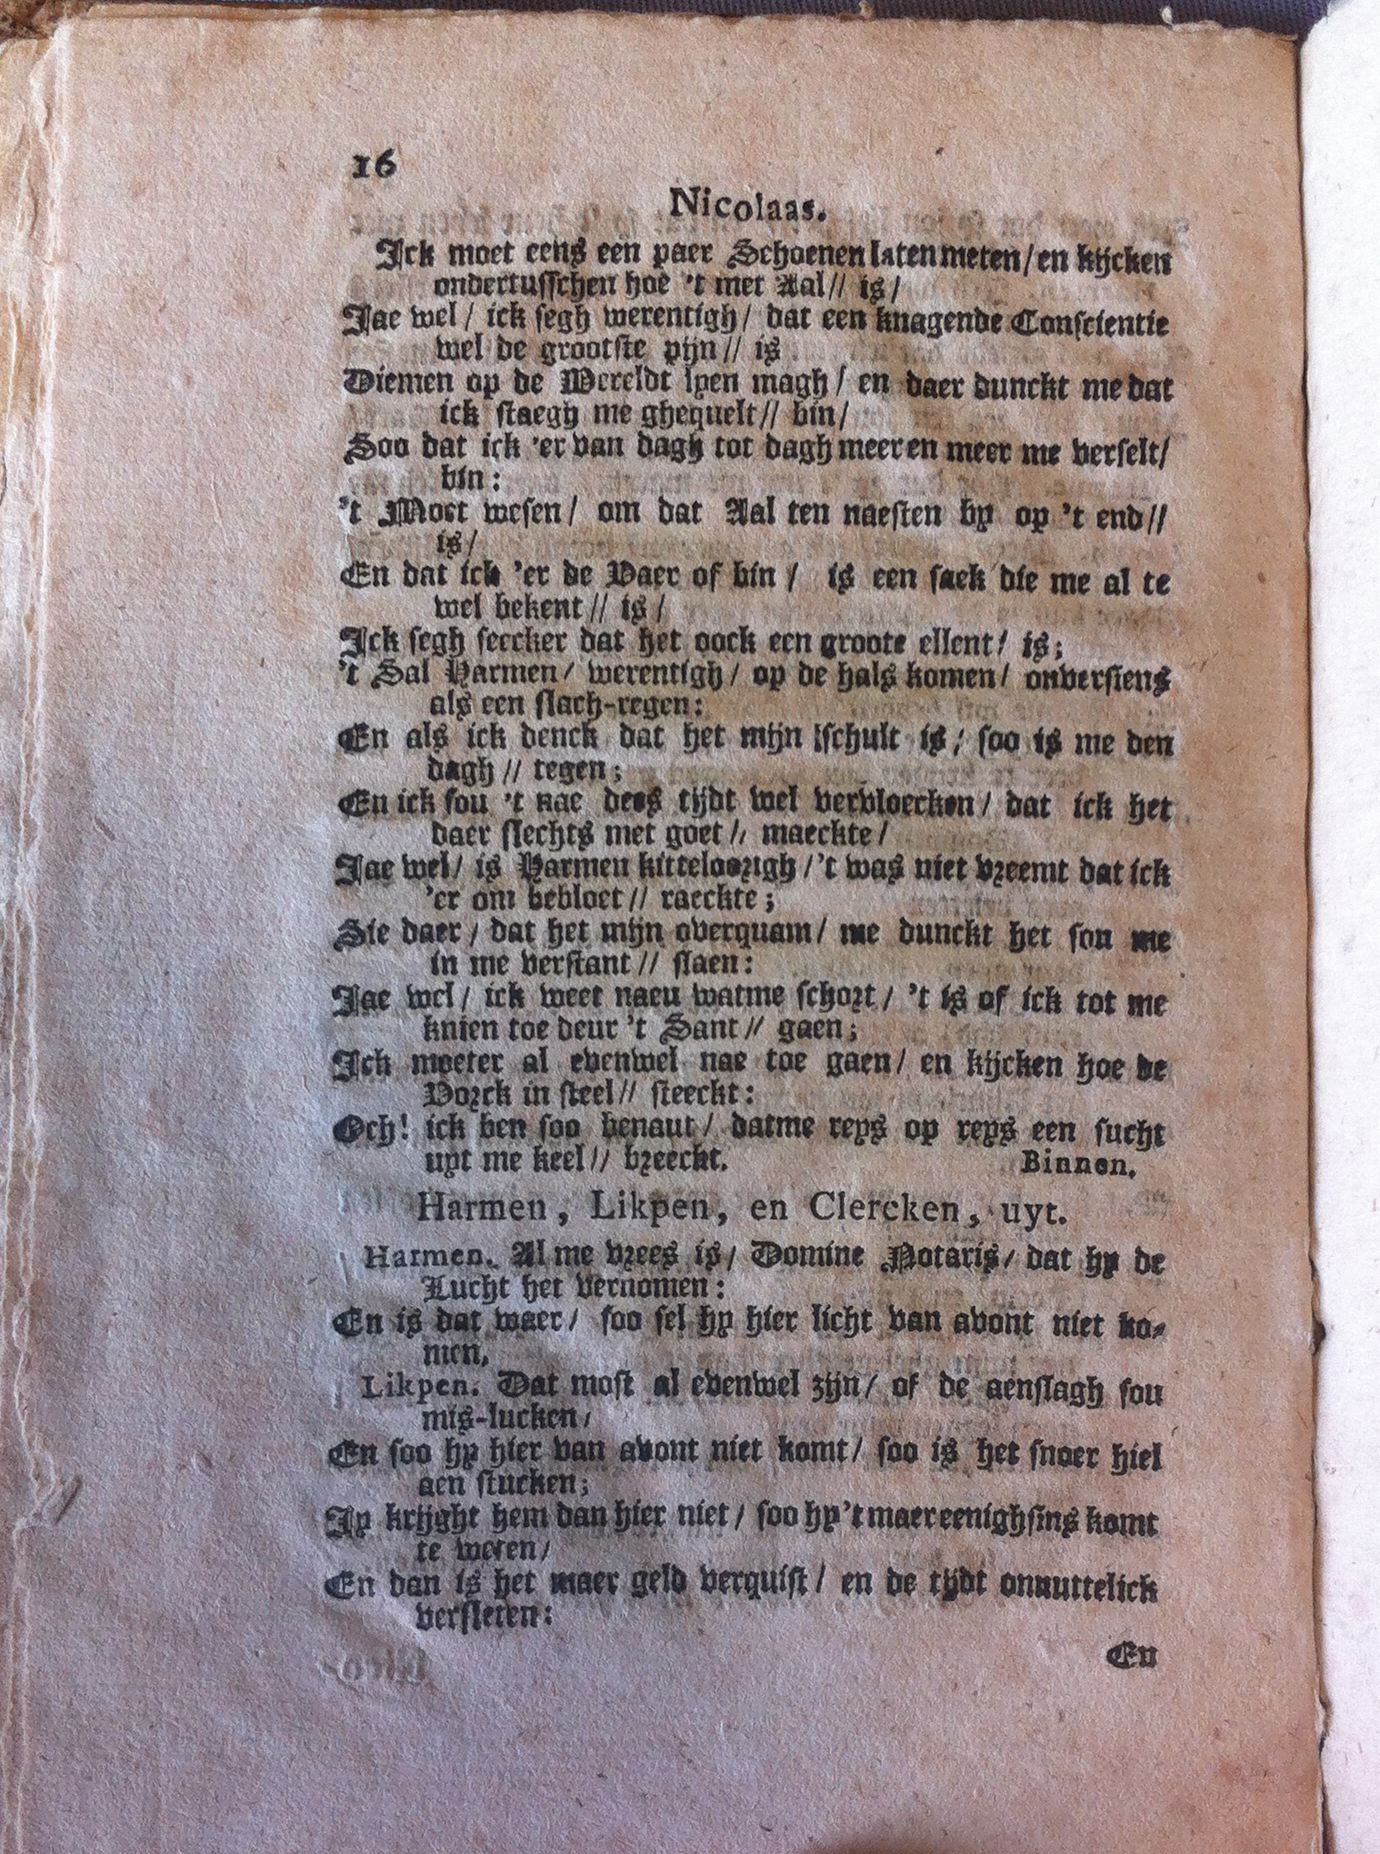 16
Nicolaas.
Ick moet eens een paer Schoenen laten meten/ en kijcken
ondertusschen hoe 't met Aal// is/
Jae wel/ ick segh werentigh/ dat een knagende Conscientie
wel de grootste pijn// is
Diemen op de Wereldt lyen magh/ en daer dunckt me dat
ick staegh me ghequelt// bin/
Soo dat ick 'er van dagh tot dagh meer en meer me verselt/
bin:
't Moet wesen/ om dat Aal ten naesten by op 't end//
is/
En dat ick 'er de Vaer of bin/ is een saek die me al te
wel bekent// is/
Ick segh seecker dat het oock een groote ellent/ is;
't Sal Harmen/ werentigh/ op de hals komen/ onversiens
als een slach-regen:
En als ick denck dat het mijn schult is/ soo is me den
dagh// tegen;
En ick sou 't nae dees tijdt wel vervloecken/ dat ick het
daer slechts met goet// maeckte/
Jae wel/ is Harmen kitteloorigh/ 't was niet vreemt dat ick
'er om bebloet// raeckte;
Sie daer/ dat het mijn overquam/ me dunckt het sou me
in me verstant// slaen:
Jae wel/ ick weet naeu watme schort/ 't is of ick tot me
knien toe deur 't Sant// gaen;
Ick moeter al evenwel nae toe gaen/ en kijcken hoe de
Vorck in steel// steeckt:
Och! ick ben soo benaut/ datme reys op reys een sucht
uyt me keel// breeckt. Binnen.
Harmen, Likpen, en Clercken, uyt.
Harmen. Al me vrees is/ Domine Notaris/ dat hy de
Lucht het vernomen:
En is dat waer/ soo sel hy hier licht van avont niet ko-
men.
Likpen. Dat most al evenwel zijn/ of de aenslagh sou
mis-lucken/
En soo hy hier van avont niet komt/ soo is het snoer hiel
aen stucken;
Jy krijght hem dan hier niet/ soo hy 't maer eenighsins komt
te weten/
En dan is het maer geld verquist/ en de tijdt onnuttelick
versleten:
En